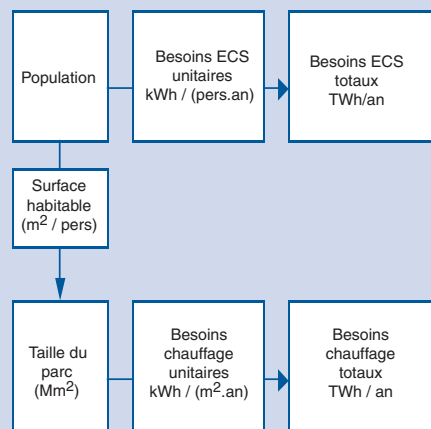 Population
Besoins ECS
unitaires
kWh / (pers.an)
Besoins ECS
totaux
TWh/an
Surface
habitable
(m² / pers)
Taille du
parc
(Mm²)
Besoins
chauffage
unitaires
kWh / (m².an)
Besoins
chauffage
totaux
TWh / an